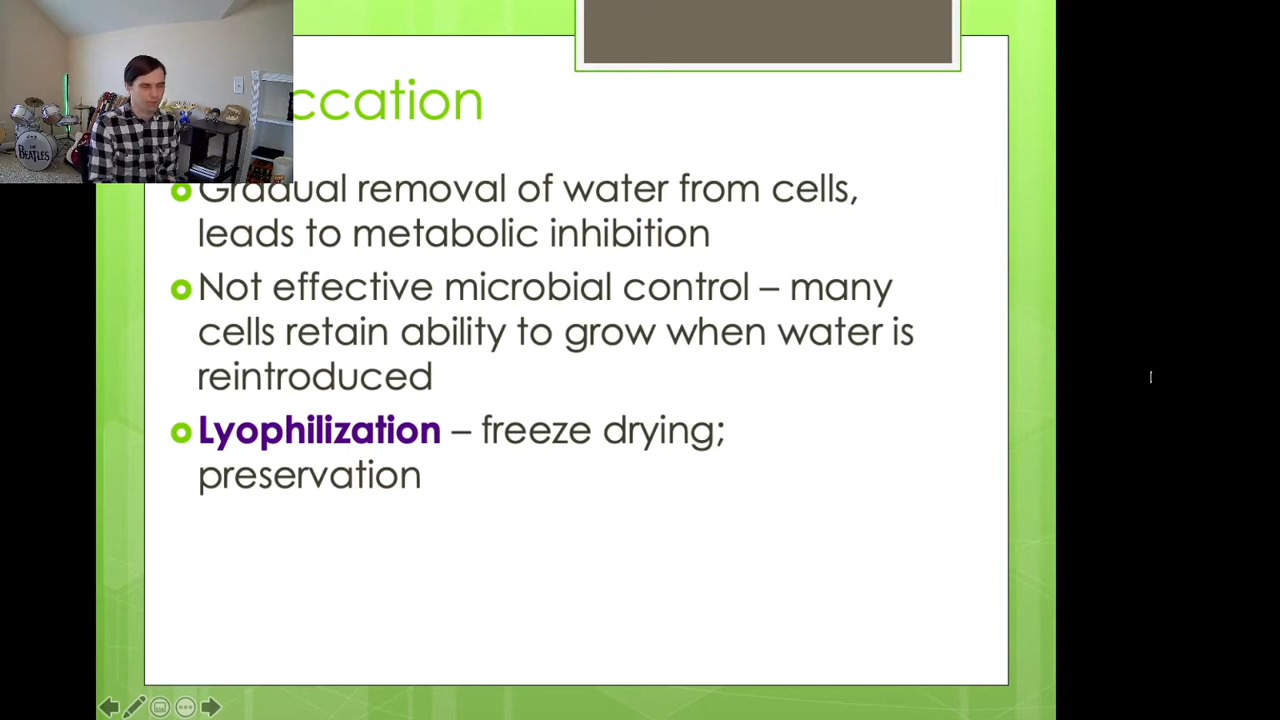 ccation
Gradual removal of water from cells,
leads to metabolic inhibition
Not effective microbial control – many
cells retain ability to grow when water is
reintroduced
Lyophilization – freeze drying;
preservation
BEATLES